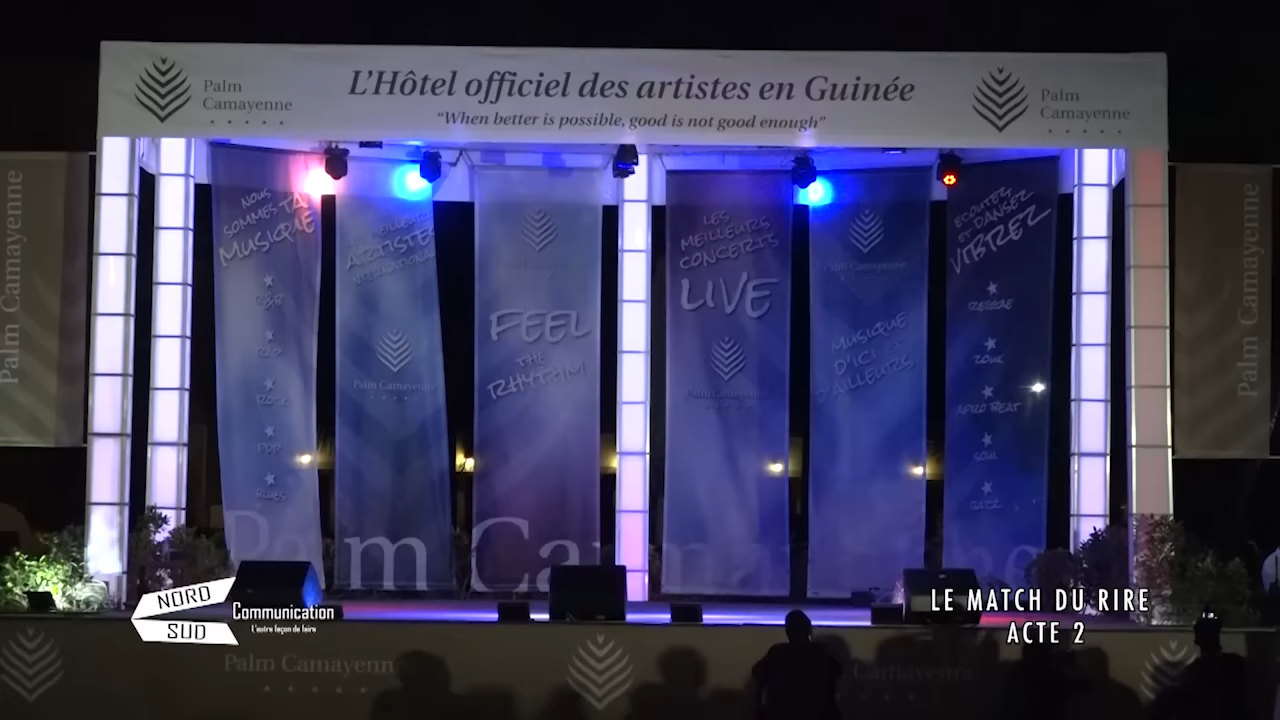 L'Hôtel officiel des artistes en Guinée
"When better is possible, good is not good enough"
Palm
Camayenne
Palm
Camayenne
Palm Camayenne
Palm Camayenne
NOUS
SOMMES TA
MUSIQUE
R&B
RAP
ROCK
POP
BLUES
MEILLEURS
ARTISTES
INTERNATIONAUX
Palm Camayenne
FEEL
THE
RHYTHM
LES
MEILLEURS
CONCERTS
LIVE
Palm Camayenne
Palm Camayenne
MUSIQUE
D'ICI ET
D'AILLEURS
ECOUTEZ
ET DANSEZ
VIBREZ
REGGAE
ZOUK
AFRO BEAT
SOUL
JAZZ
Palm Camayenne
NORD
SUD
Communication
L'autre façon de faire
LE MATCH DU RIRE
ACTE 2
Palm Camayenn
Camayenne